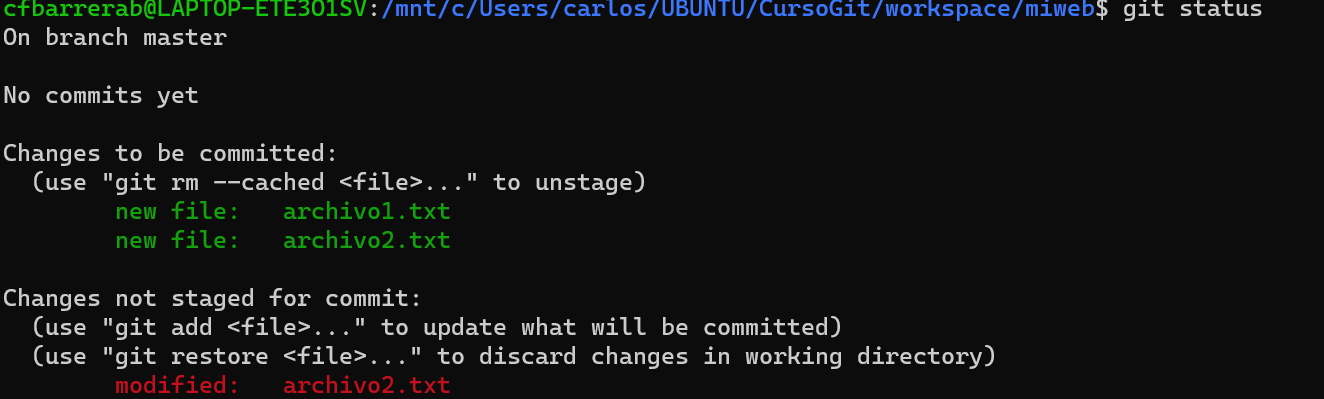 cfbarrerab@LAPTOP-ETE3O1SV:/mnt/c/Users/carlos/UBUNTU/CursoGit/workspace/miweb$ git status
On branch master
No commits yet
Changes to be committed:
(use "git rm --cached <file>..." to unstage)
new file:   archivo1.txt
new file:   archivo2.txt
Changes not staged for commit:
(use "git add <file>..." to update what will be committed)
(use "git restore <file>..." to discard changes in working directory)
modified:   archivo2.txt